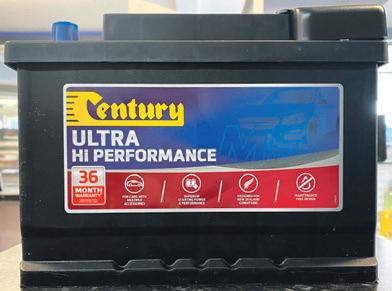 Century
ULTRA
Hi PERFORMANCE
36
MONTH
WARRANTY
FOR CARS WITH
MULTIPLE
ACCESSORIES
SUPERIOR
STARTING POWER
& PERFORMANCE
DESIGNED FOR
NEW ZEALAND
CONDITIONS
MAINTENANCE
FREE DESIGN